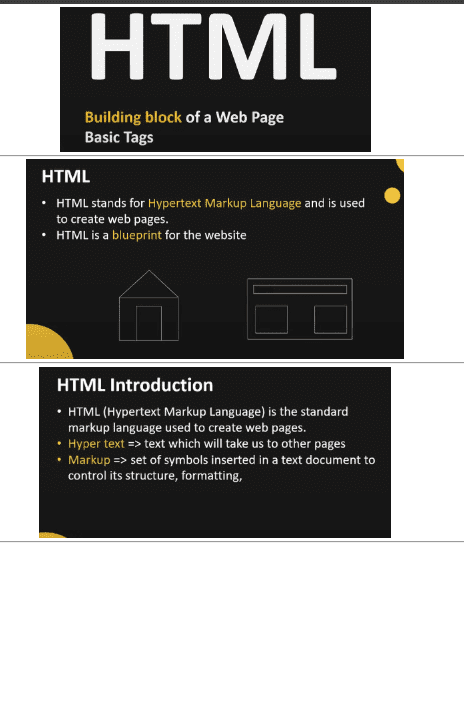 HTML
Building block of a Web Page
Basic Tags
HTML
• HTML stands for Hypertext Markup Language and is used
to create web pages.
• HTML is a blueprint for the website
HTML Introduction
• HTML (Hypertext Markup Language) is the standard
markup language used to create web pages.
• Hyper text => text which will take us to other pages
• Markup => set of symbols inserted in a text document to
control its structure, formatting,